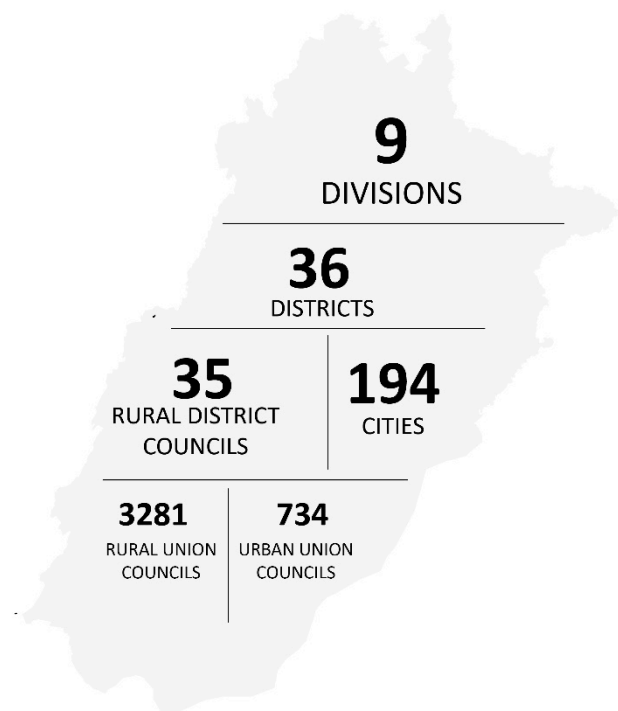 9
DIVISIONS
36
DISTRICTS
35
RURAL DISTRICT
COUNCILS
194
CITIES
3281
RURAL UNION
COUNCILS
734
URBAN UNION
COUNCILS